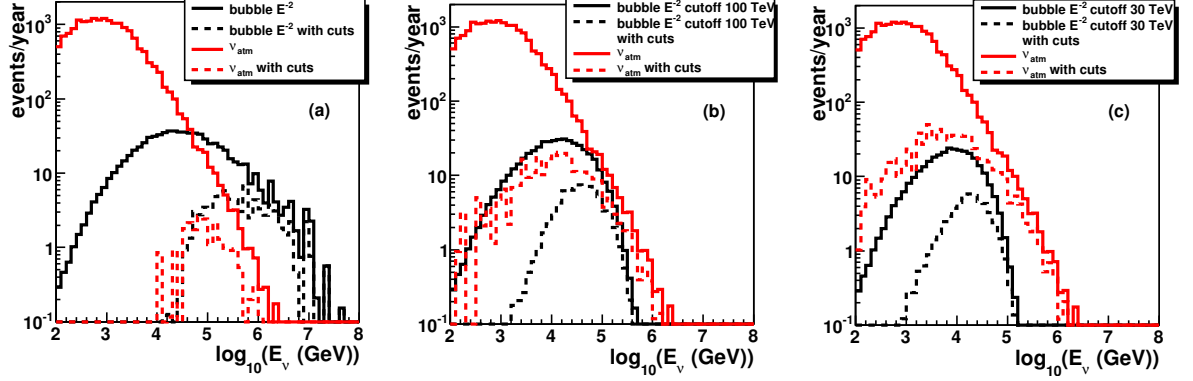 events/year
10³
10²
10
1
10⁻¹
bubble E⁻²
bubble E⁻² with cuts
ν_atm
ν_atm with cuts
(a)
2 3 4 5 6 7 8
log₁₀(E_ν (GeV))
events/year
10³
10²
10
1
10⁻¹
bubble E⁻² cutoff 100 TeV
bubble E⁻² cutoff 100 TeV
with cuts
ν_atm
ν_atm with cuts
(b)
2 3 4 5 6 7 8
log₁₀(E_ν (GeV))
events/year
10³
10²
10
1
10⁻¹
bubble E⁻² cutoff 30 TeV
bubble E⁻² cutoff 30 TeV
with cuts
ν_atm
ν_atm with cuts
(c)
2 3 4 5 6 7 8
log₁₀(E_ν (GeV))